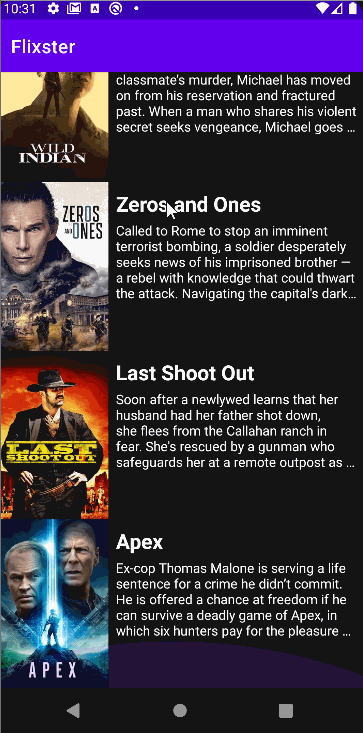 10:31
Flixster
classmate's murder, Michael has moved
on from his reservation and fractured
past. When a man who shares his violent
secret seeks vengeance, Michael goes …
WILD
INDIAN
ZEROS
AND
ONES
Zeros and Ones
Called to Rome to stop an imminent
terrorist bombing, a soldier desperately
seeks news of his imprisoned brother —
a rebel with knowledge that could thwart
the attack. Navigating the capital's dark…
LAST
SHOOT OUT
Last Shoot Out
Soon after a newlywed learns that her
husband had her father shot down,
she flees from the Callahan ranch in
fear. She's rescued by a gunman who
safeguards her at a remote outpost as …
APEX
Apex
Ex-cop Thomas Malone is serving a life
sentence for a crime he didn’t commit.
He is offered a chance at freedom if he
can survive a deadly game of Apex, in
which six hunters pay for the pleasure …